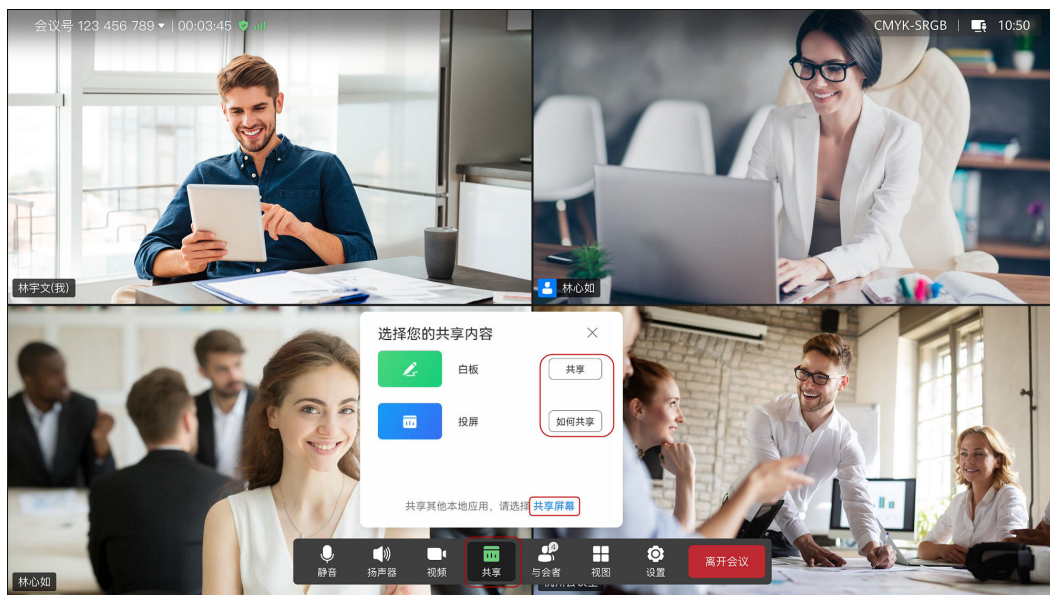 会议号 123 456 789 | 00:03:45
CMYK-SRGB | 10:50
林宇文(我)
林心如
选择您的共享内容
白板
共享
投屏
如何共享
共享其他本地应用，请选择 共享屏幕
林心如
静音
扬声器
视频
共享
4
与会者
视图
设置
离开会议